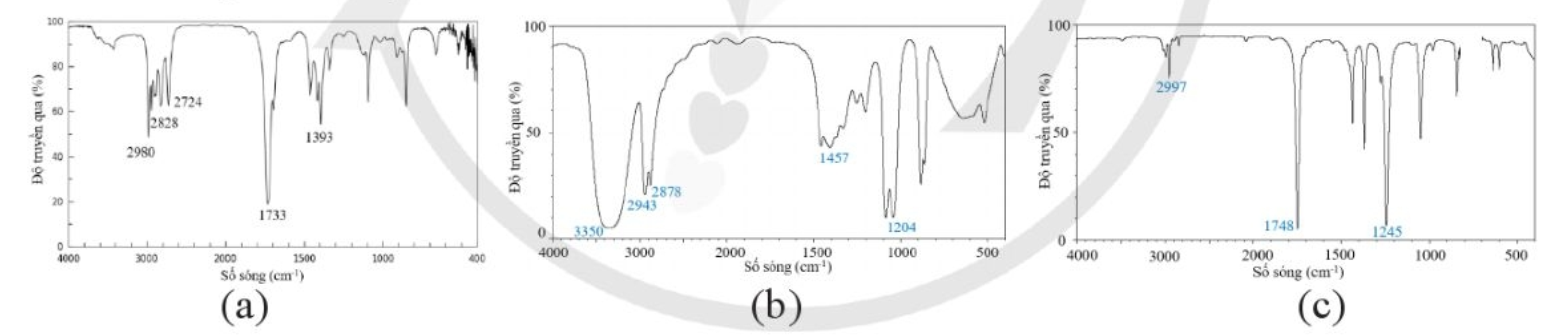 100
80
60
40
20
0
Độ truyền qua (%)
2980
2828
2724
1733
1393
4000 3000 2000 1500 1000 400
Số sóng (cm⁻¹)
(a)
100
50
0
Độ truyền qua (%)
3350
2943
2878
1457
1204
4000 3000 2000 1500 1000 500
Số sóng (cm⁻¹)
(b)
100
50
0
Độ truyền qua (%)
2997
1748
1245
4000 3000 2000 1500 1000 500
Số sóng (cm⁻¹)
(c)